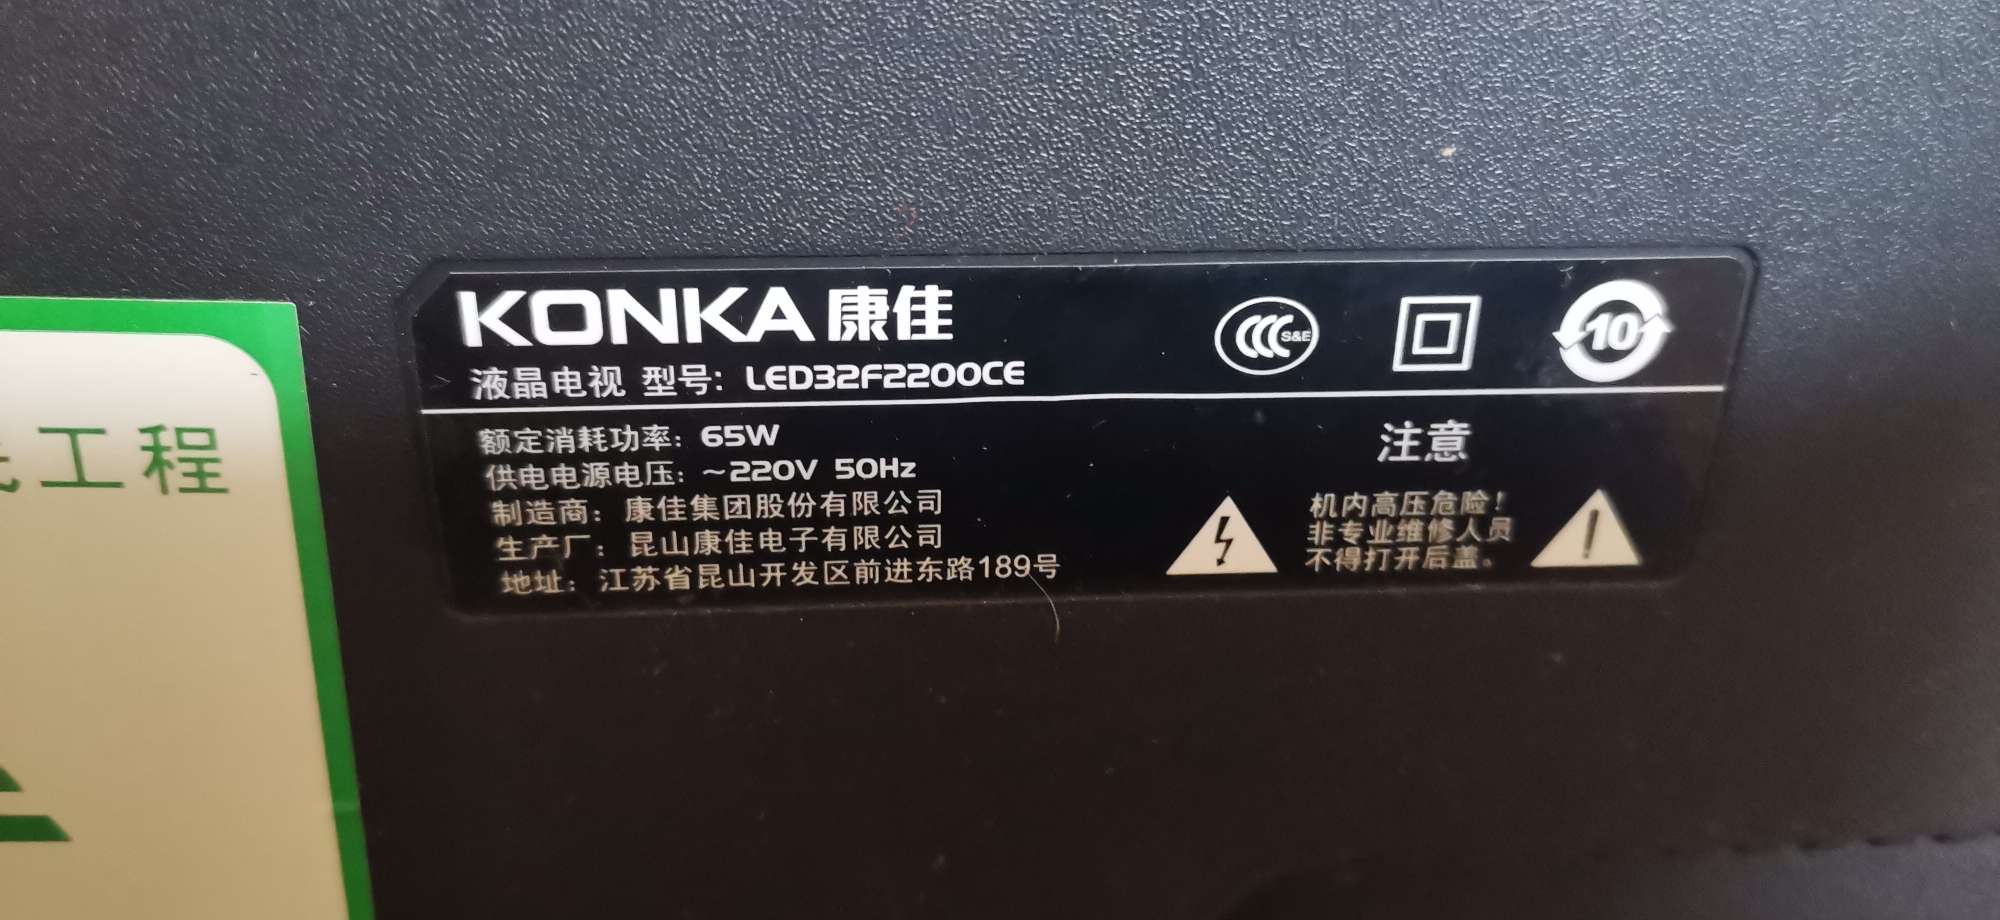 KONKA 康佳
液晶电视 型号: LED32F2200CE
额定消耗功率: 65W
供电电源电压: ~220V 50Hz
制造商: 康佳集团股份有限公司
生产厂: 昆山康佳电子有限公司
地址: 江苏省昆山开发区前进东路189号
S&E
10
注意
机内高压危险!
非专业维修人员
不得打开后盖。
工程